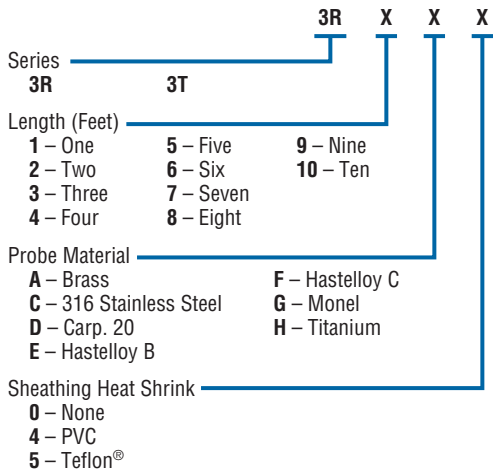 3R X X X
Series
3R 3T
Length (Feet)
1 – One 5 – Five 9 – Nine
2 – Two 6 – Six 10 – Ten
3 – Three 7 – Seven
4 – Four 8 – Eight
Probe Material
A – Brass F – Hastelloy C
C – 316 Stainless Steel G – Monel
D – Carp. 20 H – Titanium
E – Hastelloy B
Sheathing Heat Shrink
0 – None
4 – PVC
5 – Teflon®